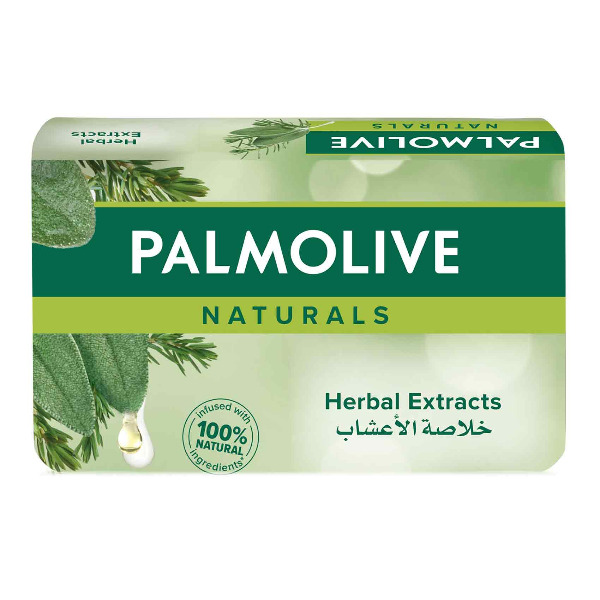 Herbal
Extracts
PALMOLIVE
NATURALS
PALMOLIVE
NATURALS
infused with
100%
NATURAL
ingredients*
Herbal Extracts
خلاصة الأعشاب